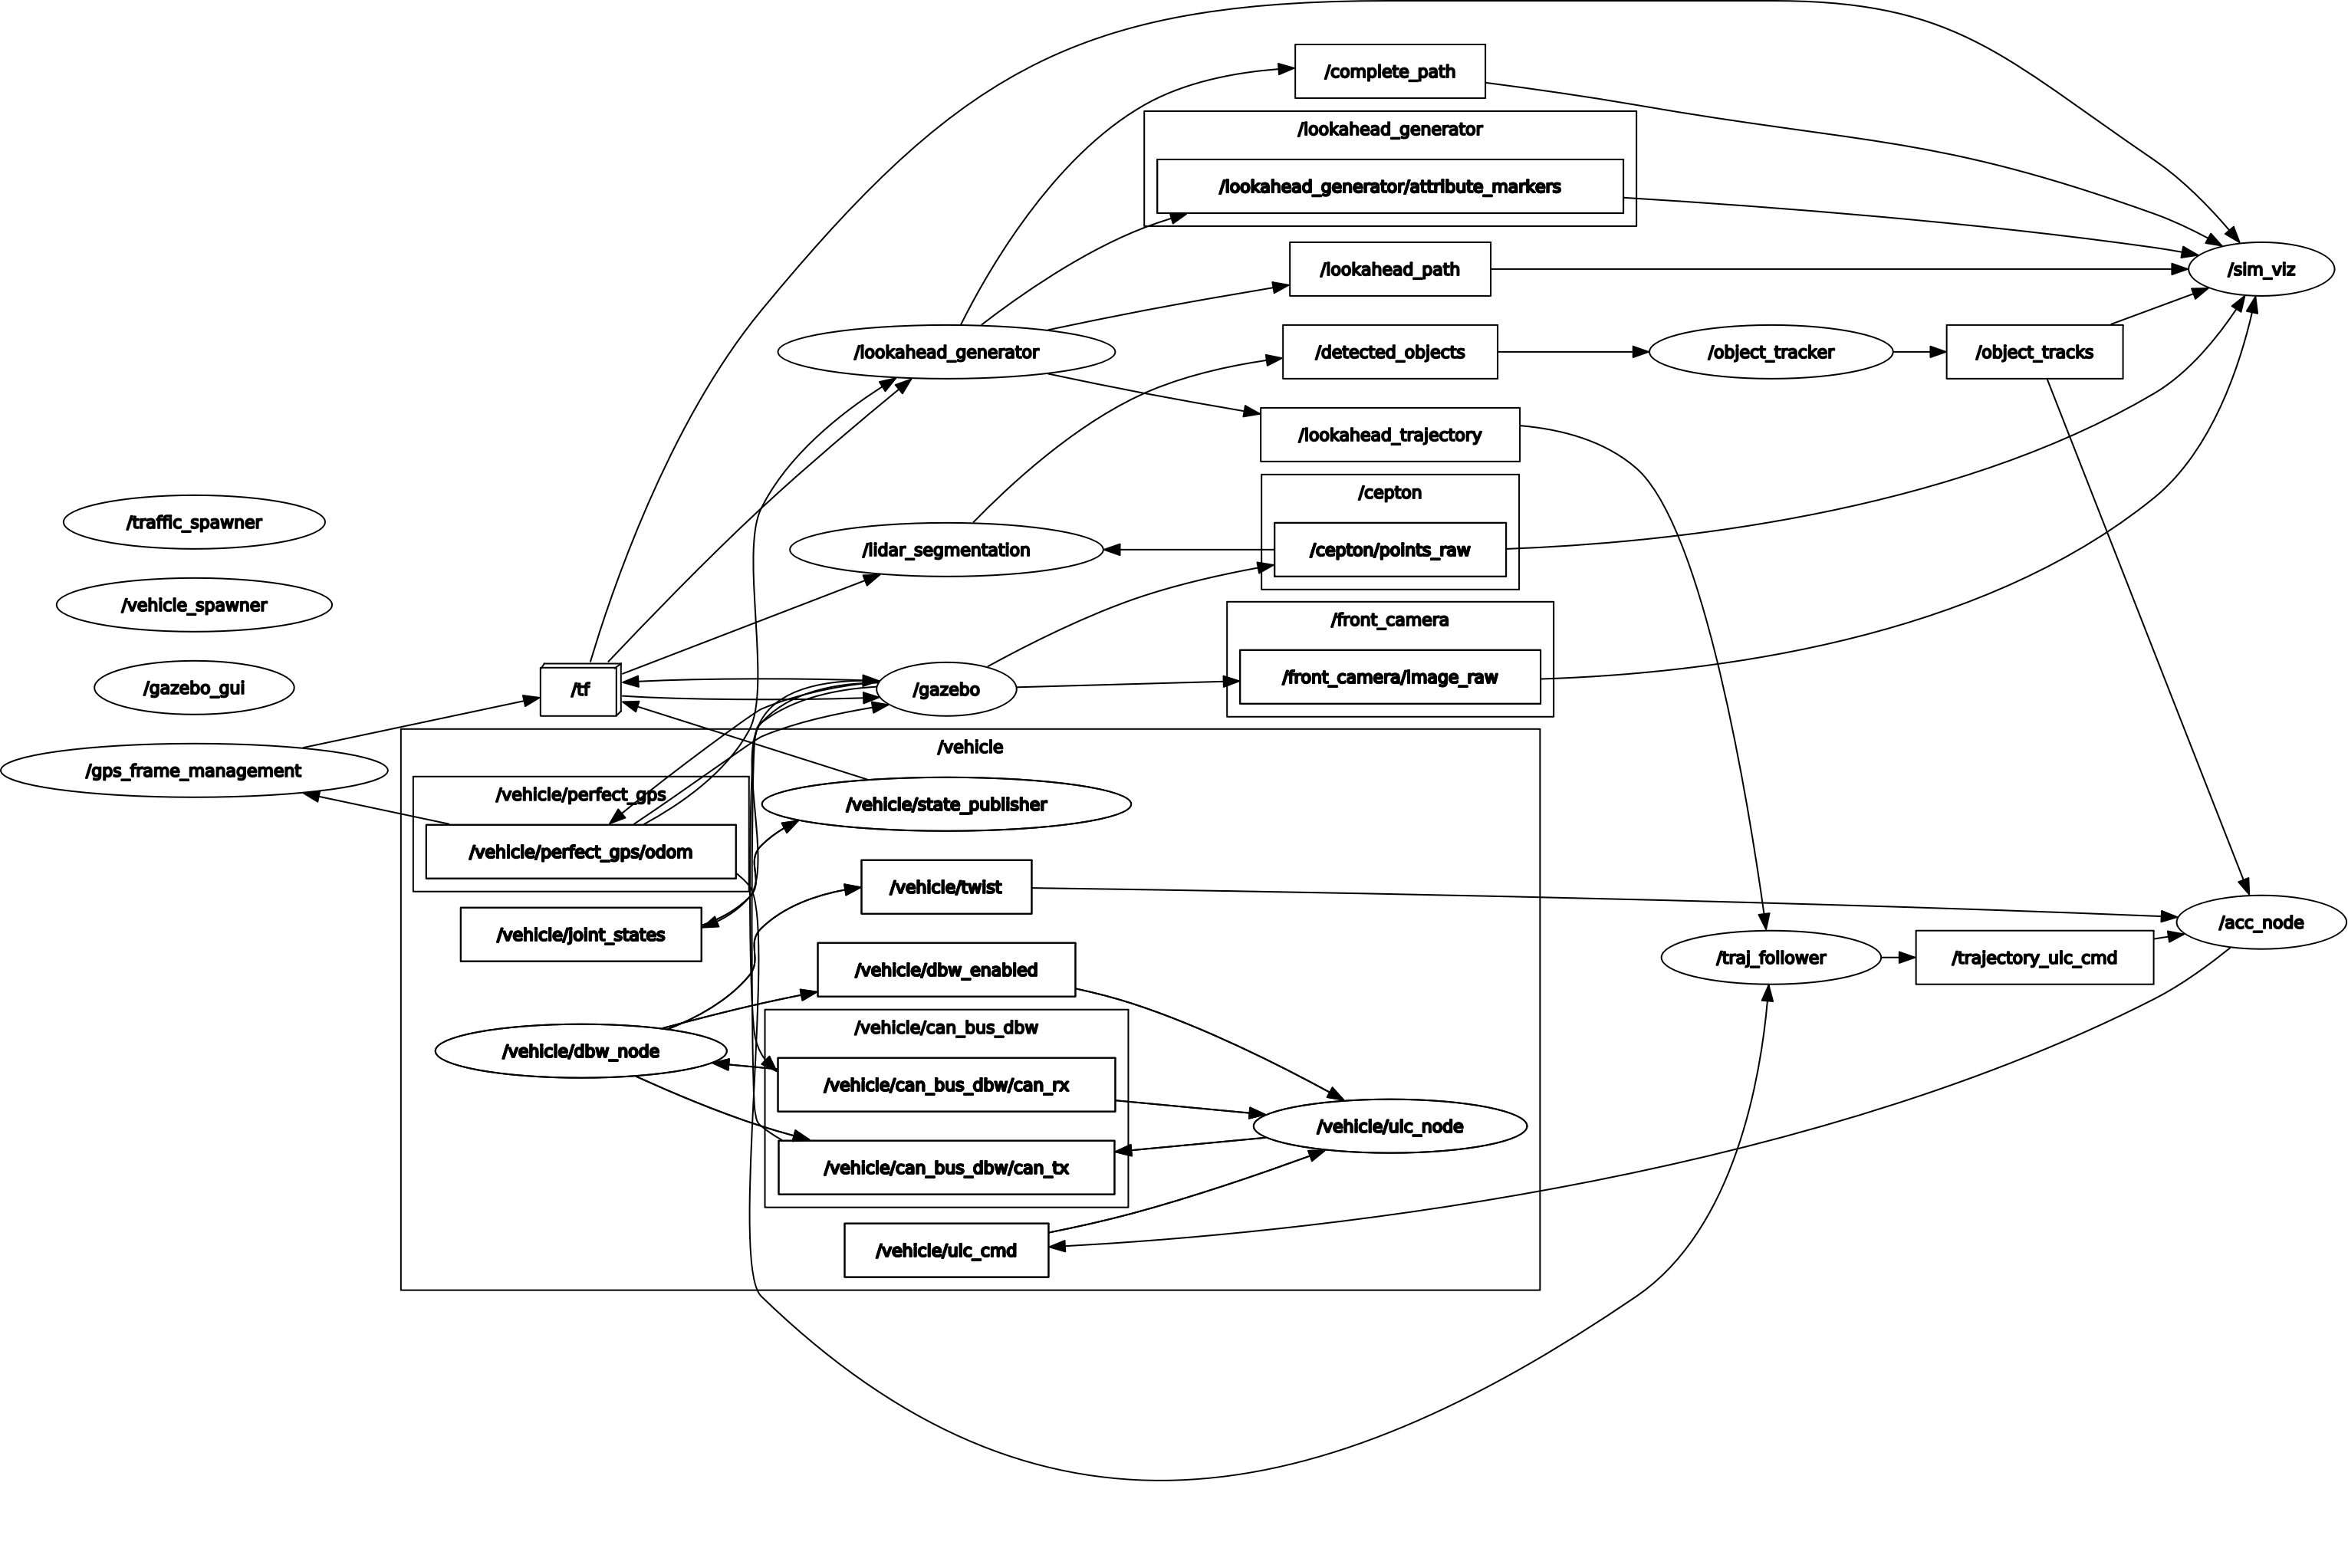 /complete_path
/lookahead_generator
/lookahead_generator/attribute_markers
/lookahead_path
/sim_viz
/lookahead_generator
/detected_objects
/object_tracker
/object_tracks
/lookahead_trajectory
/cepton
/traffic_spawner
/lidar_segmentation
/cepton/points_raw
/vehicle_spawner
/front_camera
/gazebo_gui
/tf
/gazebo
/front_camera/image_raw
/vehicle
/gps_frame_management
/vehicle/perfect_gps
/vehicle/state_publisher
/vehicle/perfect_gps/odom
/vehicle/twist
/acc_node
/vehicle/joint_states
/traj_follower
/trajectory_ulc_cmd
/vehicle/dbw_enabled
/vehicle/can_bus_dbw
/vehicle/dbw_node
/vehicle/can_bus_dbw/can_rx
/vehicle/ulc_node
/vehicle/can_bus_dbw/can_tx
/vehicle/ulc_cmd